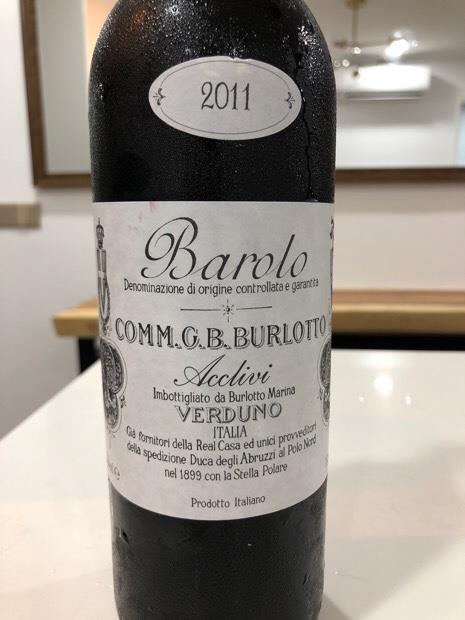 2011
Barolo
Denominazione di origine controllata e garantita
COMM. G. B. BURLOTTO
Acclivi
Imbottigliato da Burlotto Marina
VERDUNO
ITALIA
Già fornitori della Real Casa ed unici provveditori
della spedizione Duca degli Abruzzi al Polo Nord
nel 1899 con la Stella Polare
Prodotto Italiano